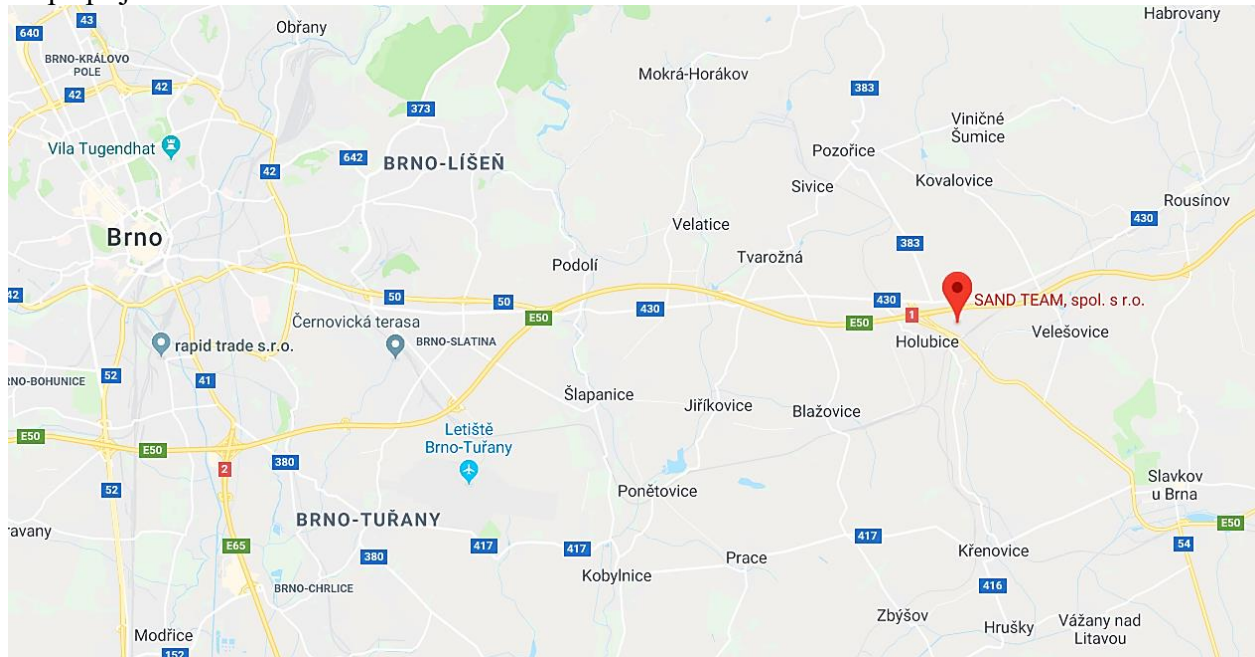 43
Obřany
Habrovany
640
BRNO-KRÁLOVO
POLE
Mokrá-Horákov
42
42
373
383
Viničné
Šumice
Vila Tugendhat
642
BRNO-LÍŠEŇ
Pozořice
42
Sivice
Kovalovice
Rousínov
430
Brno
Velatice
383
Tvarožná
Podolí
42
50
50
430
430
SAND TEAM, spol. s r.o.
E50
E50
1
Černovická terasa
BRNO-SLATINA
Velešovice
Holubice
rapid trade s.r.o.
52
41
RNO-BOHUNICE
Šlapanice
Jiříkovice
Blažovice
E50
E50
Letiště
Brno-Tuřany
2
380
52
Ponětovice
Slavkov
u Brna
BRNO-TUŘANY
E50
ravany
E65
380
417
417
417
54
Křenovice
Prace
Kobylnice
BRNO-CHRLICE
416
Zbýšov
Hrušky
Vážany nad
Litavou
Modřice
152